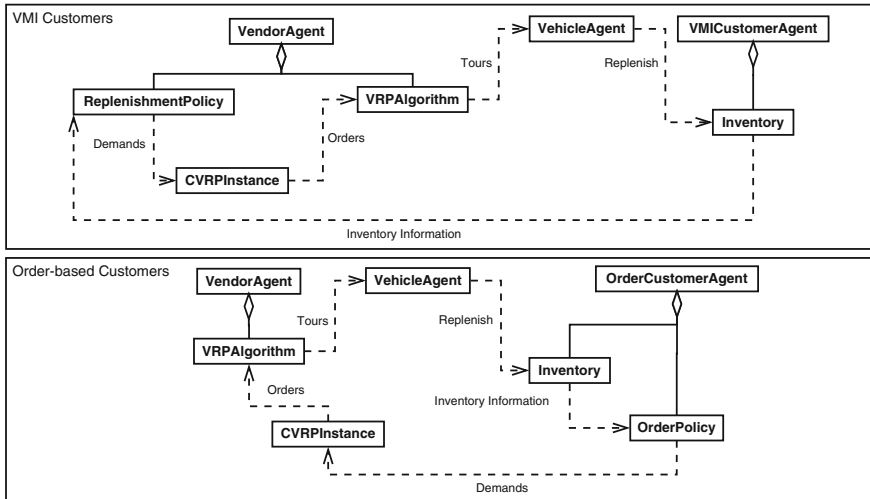 VMI Customers
VendorAgent
VehicleAgent
VMICustomerAgent
Tours
Replenish
ReplenishmentPolicy
VRPAlgorithm
Inventory
Demands
Orders
CVRPInstance
Inventory Information
Order-based Customers
VendorAgent
VehicleAgent
OrderCustomerAgent
Tours
Replenish
VRPAlgorithm
Inventory
Orders
Inventory Information
CVRPInstance
OrderPolicy
Demands